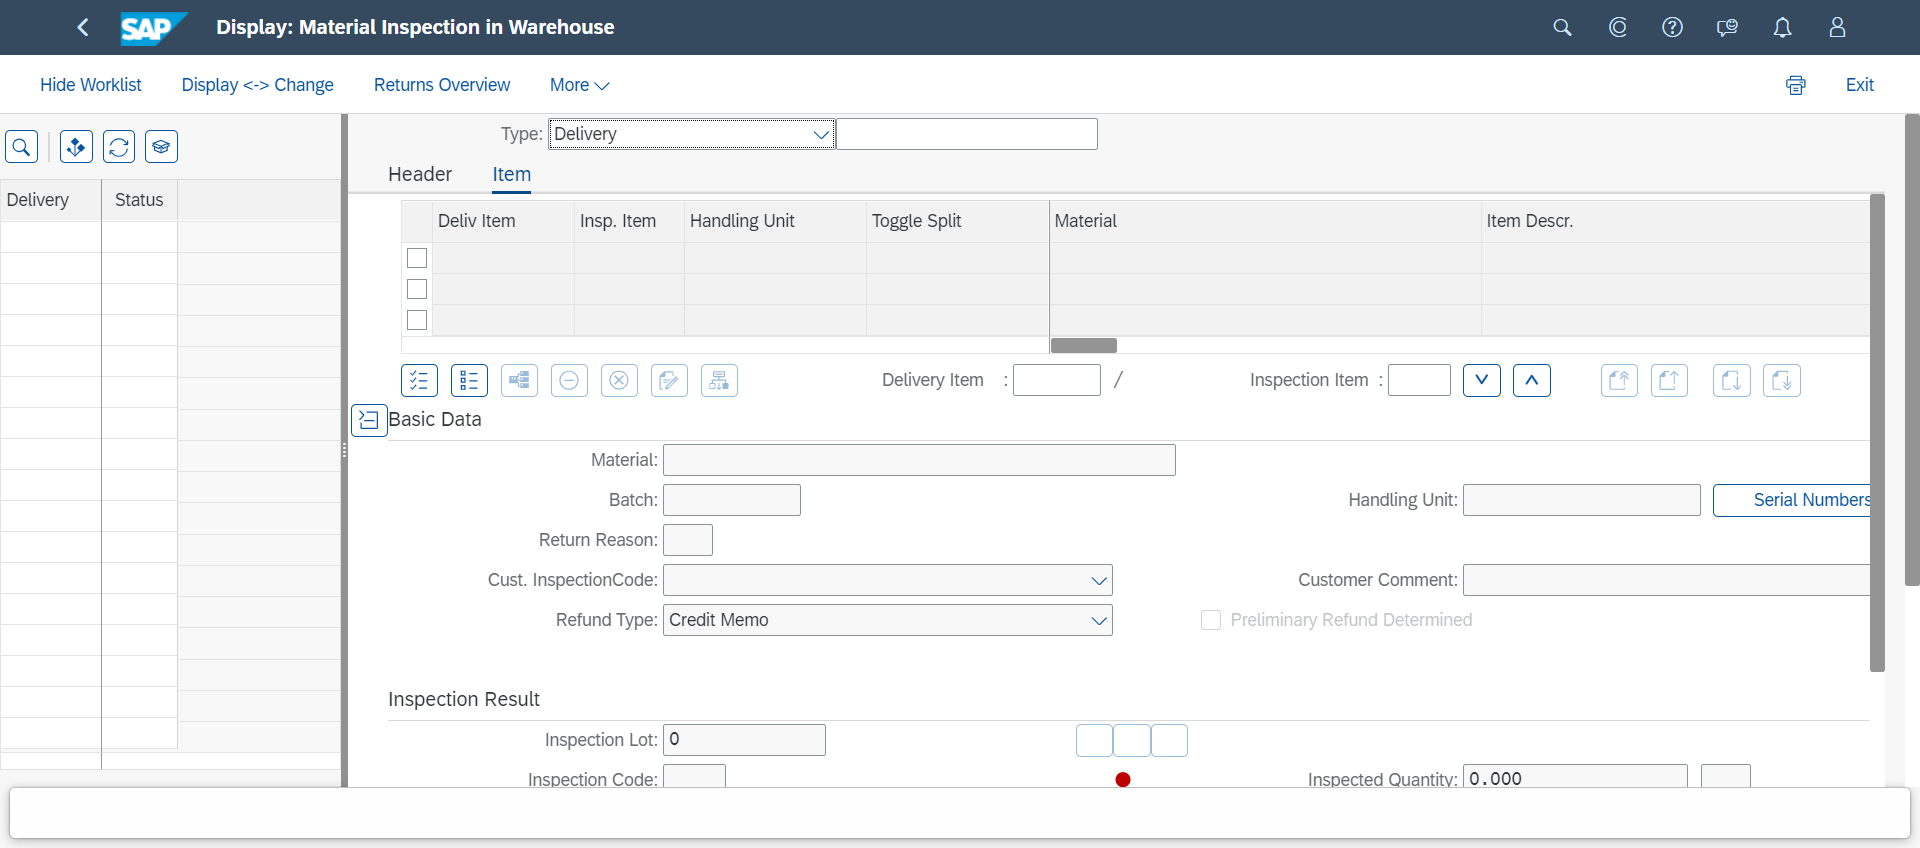 SAP Display: Material Inspection in Warehouse
Hide Worklist Display <-> Change Returns Overview More Exit
Type: Delivery
Header Item
Delivery Status
Deliv Item Insp. Item Handling Unit Toggle Split Material Item Descr.
Delivery Item : / Inspection Item :
Basic Data
Material:
Batch: Handling Unit: Serial Numbers
Return Reason:
Cust. InspectionCode: Customer Comment:
Refund Type: Credit Memo Preliminary Refund Determined
Inspection Result
Inspection Lot: 0
Inspection Code: Inspected Quantity: 0.000